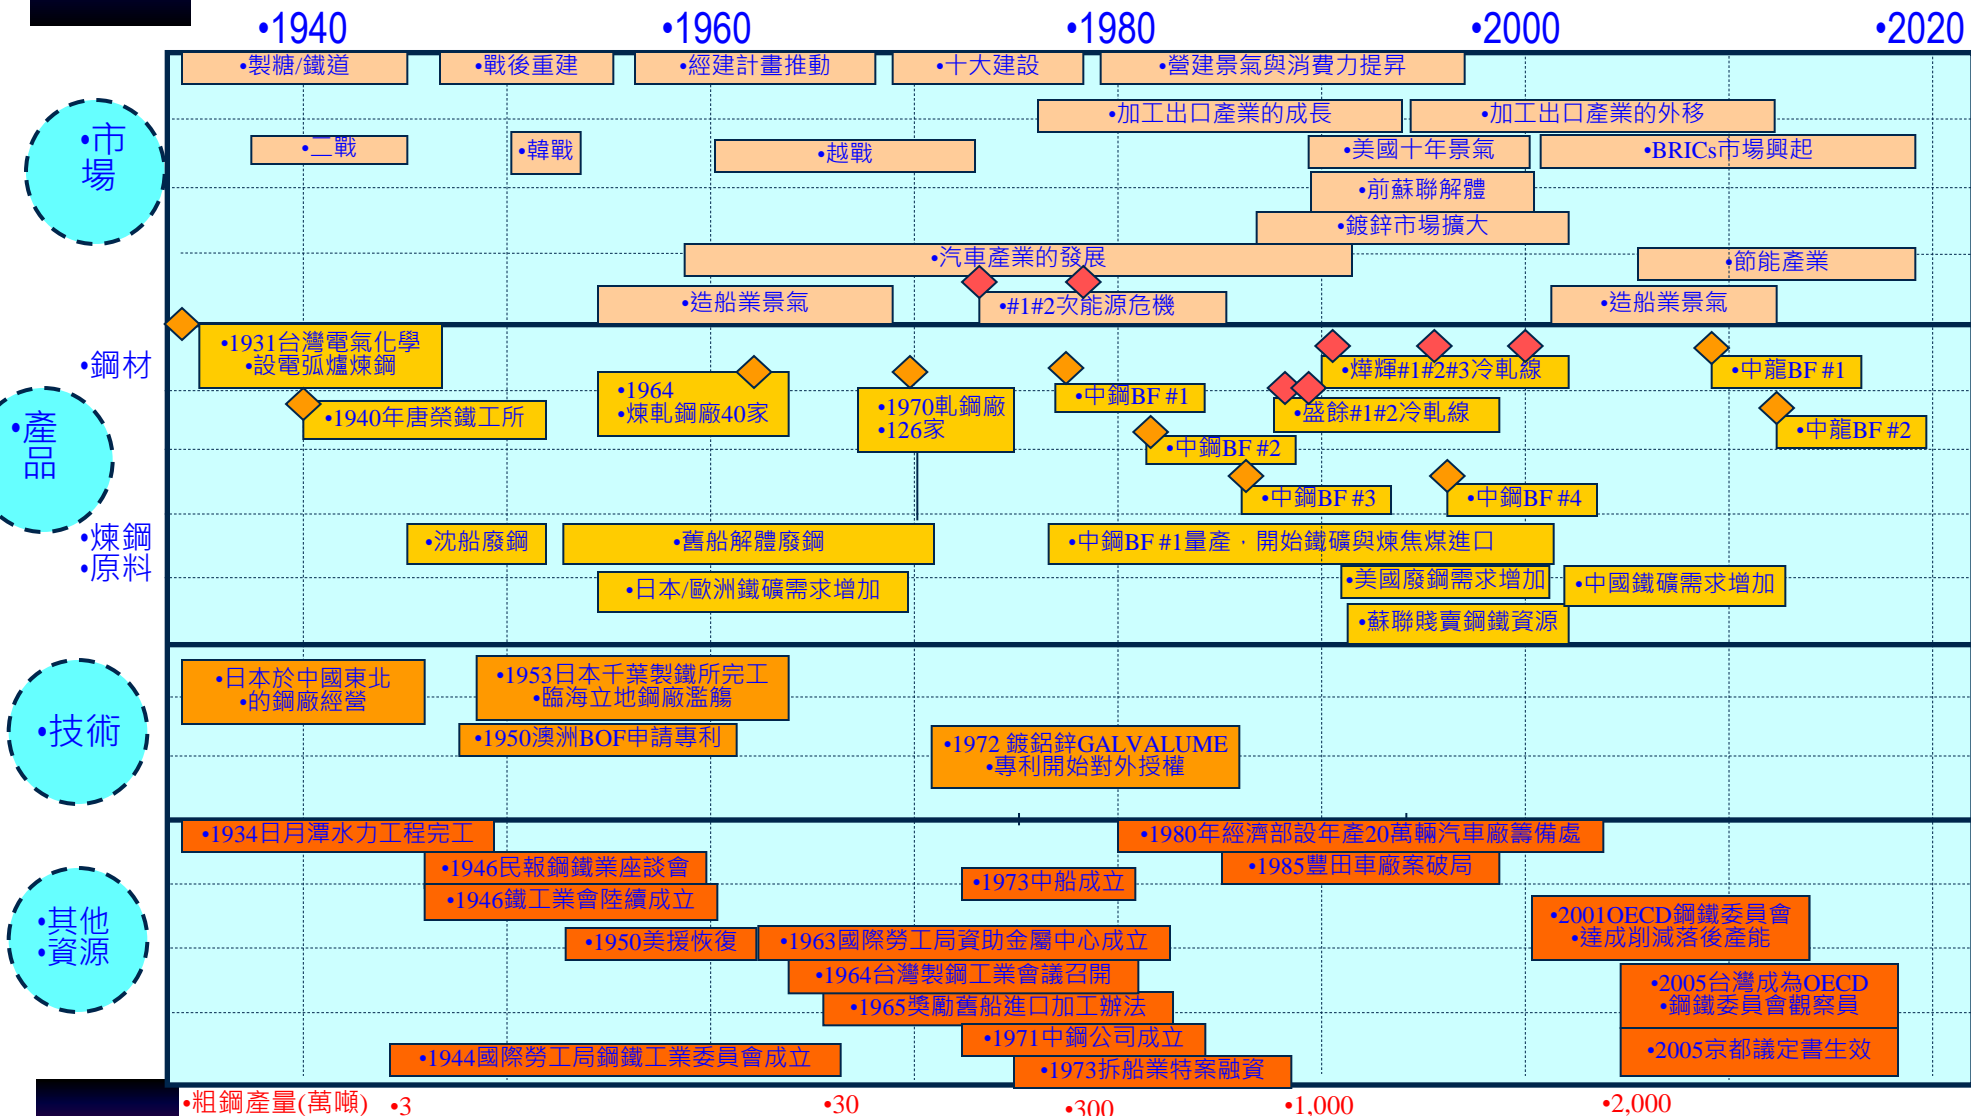 •1940 •1960 •1980 •2000 •2020
•製糖/鐵道 •戰後重建 •經建計畫推動 •十大建設 •營建景氣與消費力提昇
•加工出口產業的成長 •加工出口產業的外移
•市
場
•二戰 •韓戰 •越戰 •美國十年景氣 •BRICs市場興起
•前蘇聯解體
•鍍鋅市場擴大
•汽車產業的發展 •節能產業
•造船業景氣 •#1#2次能源危機 •造船業景氣
•產
品
•鋼材
•1931台灣電氣化學
•設電弧爐煉鋼
•1940年唐榮鐵工所
•1964
•煉軋鋼廠40家
•1970軋鋼廠
•126家
•中鋼BF #1
•中鋼BF #2
•中鋼BF #3
•燁輝#1#2#3冷軋線
•盛餘#1#2冷軋線
•中鋼BF #4
•中龍BF #1
•中龍BF #2
•煉鋼
•原料
•沈船廢鋼 •舊船解體廢鋼 •中鋼BF #1量產，開始鐵礦與煉焦煤進口
•日本/歐洲鐵礦需求增加 •美國廢鋼需求增加 •中國鐵礦需求增加
•蘇聯賤賣鋼鐵資源
•技術
•日本於中國東北
•的鋼廠經營
•1953日本千葉製鐵所完工
•臨海立地鋼廠濫觴
•1950澳洲BOF申請專利
•1972 鍍鋁鋅GALVALUME
•專利開始對外授權
•其他
•資源
•1934日月潭水力工程完工 •1980年經濟部設年產20萬輛汽車廠籌備處
•1946民報鋼鐵業座談會 •1985豐田車廠案破局
•1946鐵工業會陸續成立 •1973中船成立
•1950美援恢復 •1963國際勞工局資助金屬中心成立
•2001OECD鋼鐵委員會
•達成削減落後產能
•1964台灣製鋼工業會議召開
•1965獎勵舊船進口加工辦法
•2005台灣成為OECD
•鋼鐵委員會觀察員
•1971中鋼公司成立
•1944國際勞工局鋼鐵工業委員會成立 •2005京都議定書生效
•1973拆船業特案融資
•粗鋼產量(萬噸) •3 •30 •300 •1,000 •2,000